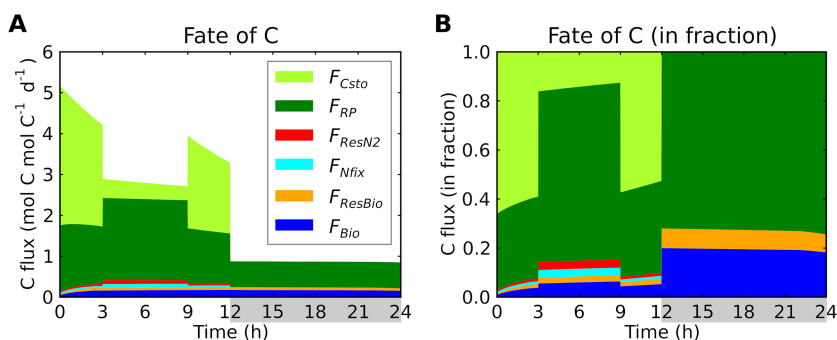 A
Fate of C
C flux (mol C mol C⁻¹ d⁻¹)
6
5
4
3
2
1
0
F_Csto
F_RP
F_ResN2
F_Nfix
F_ResBio
F_Bio
0 3 6 9 12 15 18 21 24
Time (h)
B
Fate of C (in fraction)
C flux (in fraction)
1.0
0.8
0.6
0.4
0.2
0.0
0 3 6 9 12 15 18 21 24
Time (h)